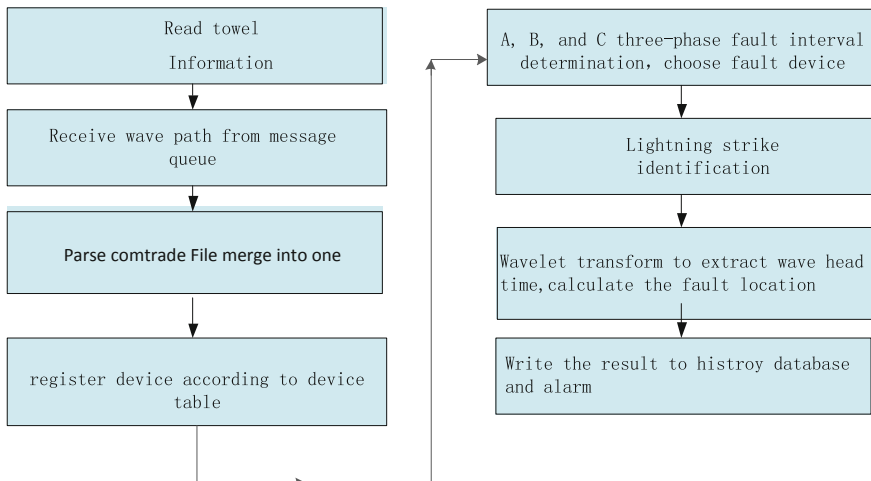 Read towel
Information
Receive wave path from message
queue
Parse comtrade File merge into one
register device according to device
table
A, B, and C three-phase fault interval
determination, choose fault device
Lightning strike
identification
Wavelet transform to extract wave head
time,calculate the fault location
Write the result to histroy database
and alarm